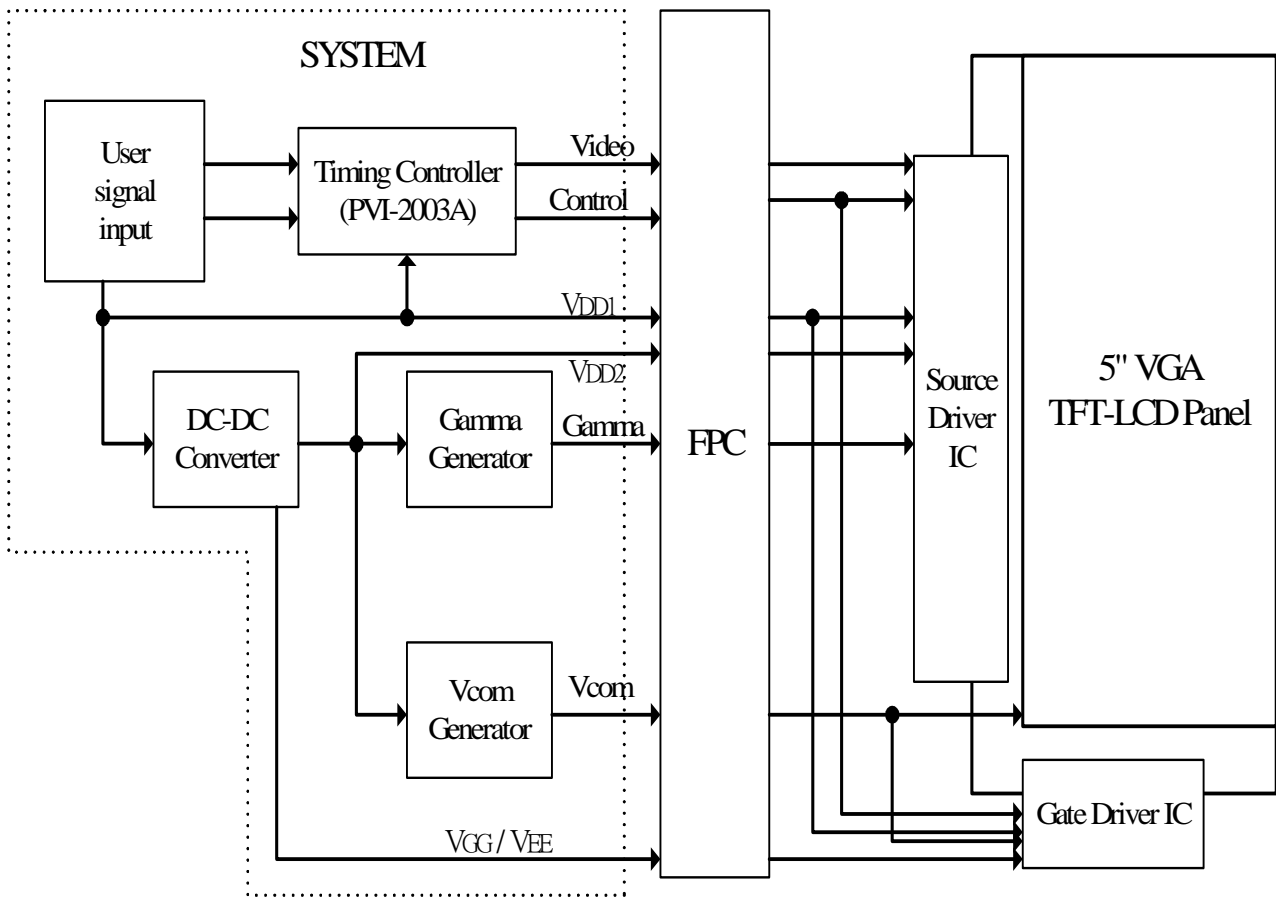 SYSTEM
User
signal
input
Timing Controller
(PVI-2003A)
Video
Control
VDD1
VDD2
DC-DC
Converter
Gamma
Generator
Gamma
Vcom
Generator
Vcom
VGG / VEE
FPC
Source
Driver
IC
5" VGA
TFT-LCD Panel
Gate Driver IC